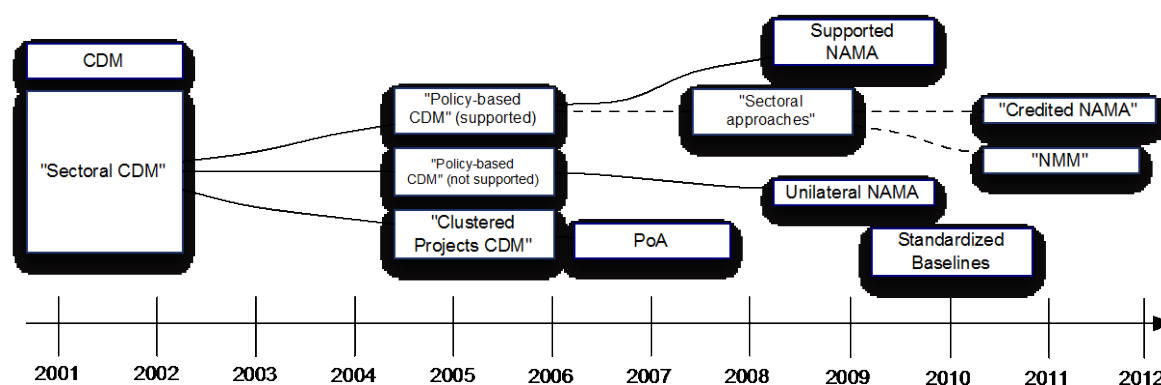 CDM
"Sectoral CDM"
"Policy-based
CDM" (supported)
"Policy-based
CDM" (not supported)
"Clustered
Projects CDM"
PoA
Supported
NAMA
"Sectoral
approaches"
Unilateral NAMA
Standardized
Baselines
"Credited NAMA"
"NMM"
2001 2002 2003 2004 2005 2006 2007 2008 2009 2010 2011 2012